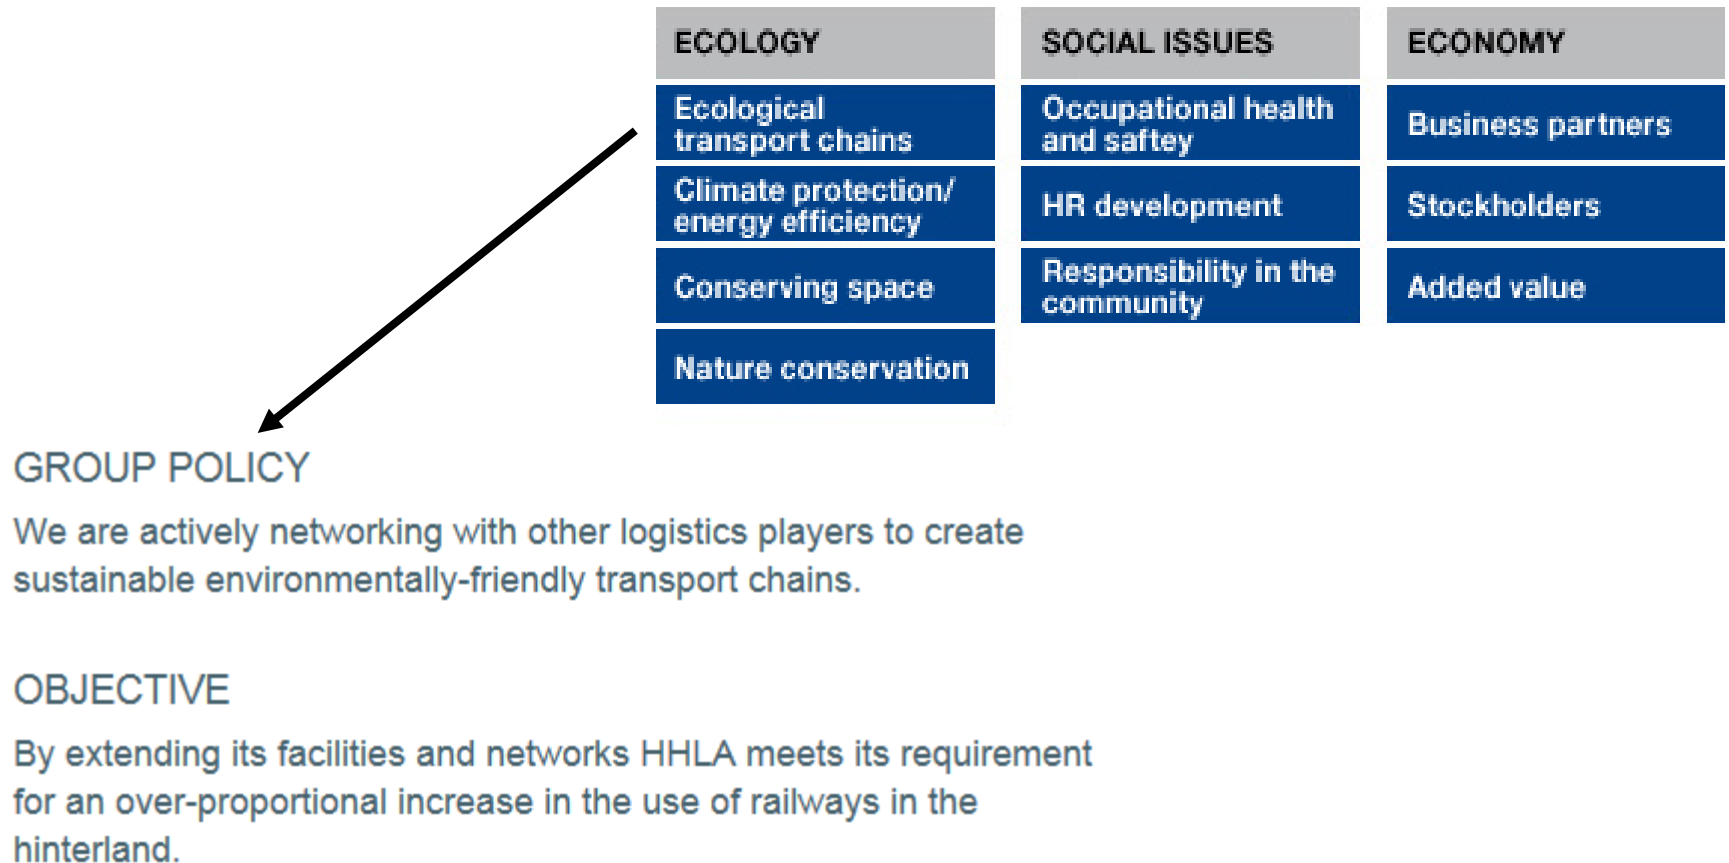 ECOLOGY
Ecological
transport chains
Climate protection/
energy efficiency
Conserving space
Nature conservation
SOCIAL ISSUES
Occupational health
and saftey
HR development
Responsibility in the
community
ECONOMY
Business partners
Stockholders
Added value
GROUP POLICY
We are actively networking with other logistics players to create
sustainable environmentally-friendly transport chains.
OBJECTIVE
By extending its facilities and networks HHLA meets its requirement
for an over-proportional increase in the use of railways in the
hinterland.